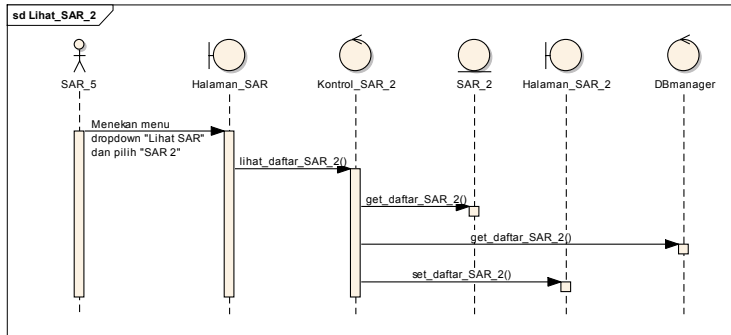 sd Lihat_SAR_2
SAR_5
Halaman_SAR
Kontrol_SAR_2
SAR_2
Halaman_SAR_2
DBmanager
Menekan menu
dropdown "Lihat SAR"
dan pilih "SAR 2"
lihat_daftar_SAR_2()
get_daftar_SAR_2()
get_daftar_SAR_2()
set_daftar_SAR_2()